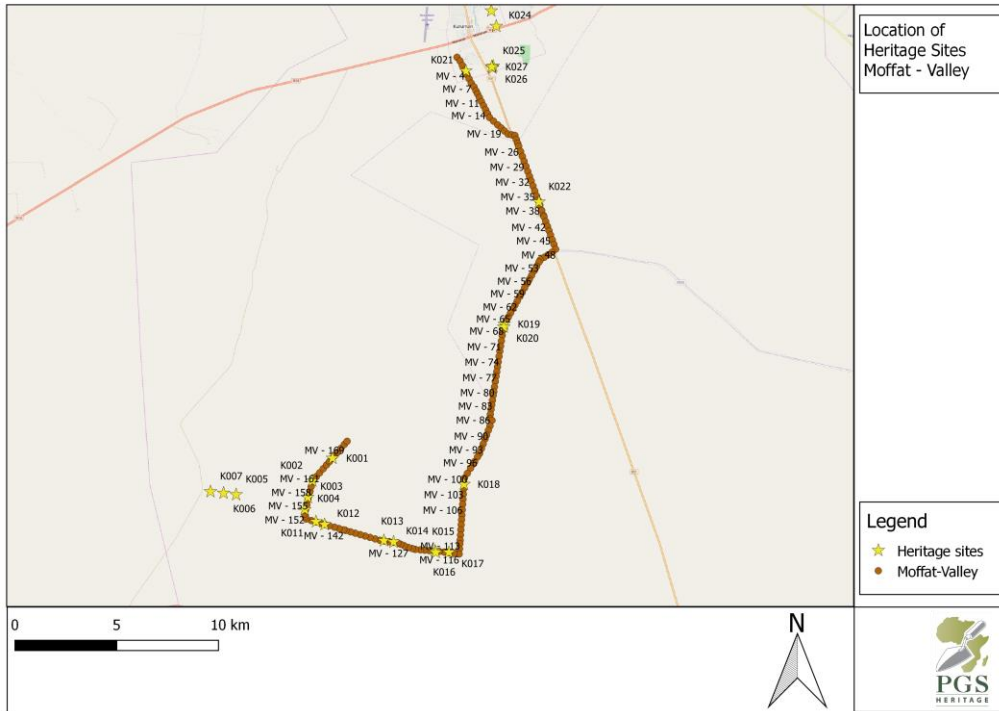 Location of
Heritage Sites
Moffat - Valley
K024
Kuruman
K025
K021
K027
MV - 4
K026
MV - 7
MV - 11
MV - 14
MV - 19
MV - 26
MV - 29
MV - 32
K022
MV - 35
MV - 38
MV - 42
MV - 45
MV - 48
MV - 53
MV - 56
MV - 59
MV - 62
MV - 65
K019
MV - 68
K020
MV - 71
MV - 74
MV - 77
MV - 80
MV - 83
MV - 86
MV - 90
MV - 93
MV - 96
MV - 169
K001
K002
K007
K005
MV - 161
MV - 100
K018
K003
MV - 158
MV - 103
K004
K006
MV - 155
MV - 106
K012
MV - 152
K013
K011
MV - 142
K014
K015
MV - 113
MV - 127
MV - 116
K017
K016
Legend
Heritage sites
Moffat-Valley
0 5 10 km
N
PGS
HERITAGE